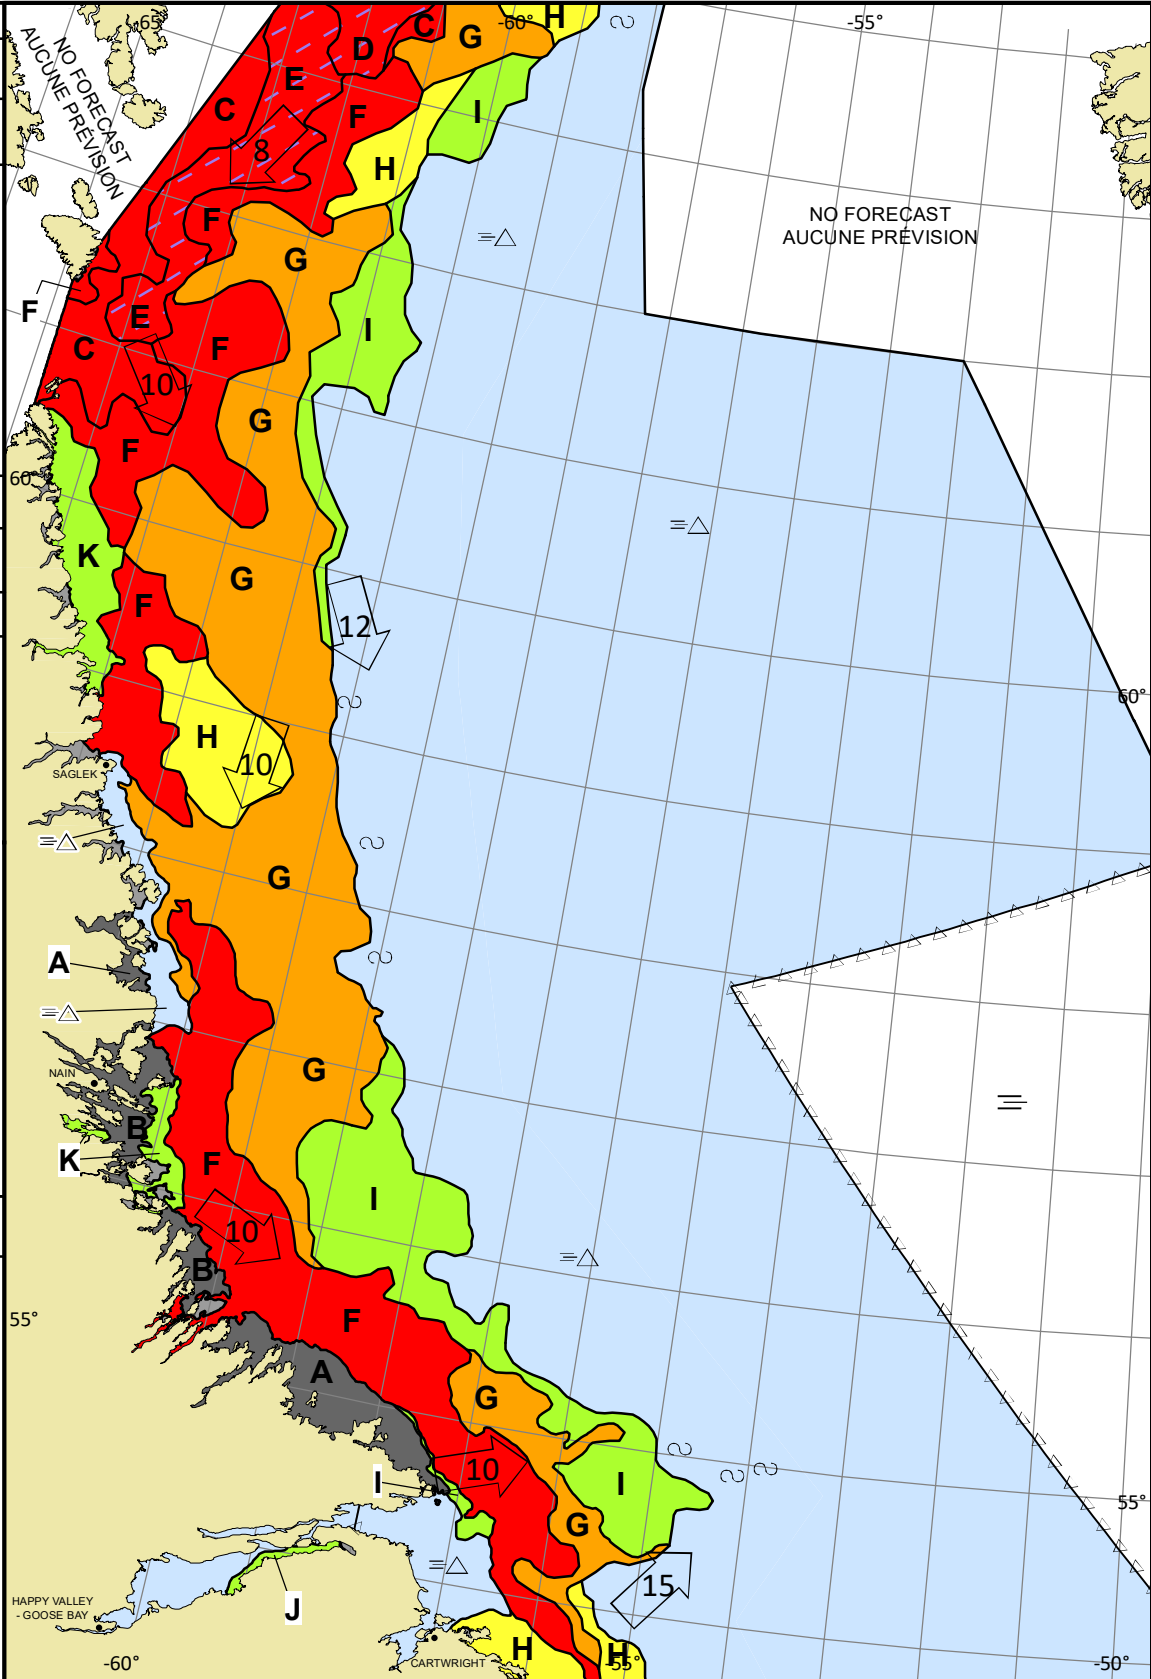 -65°
-60°
H
-55°
NO FORECAST
AUCUNE PRÉVISION
C
G
D
E
C
F
I
8
H
F
NO FORECAST
AUCUNE PRÉVISION
G
F
E
I
C
F
10
G
F
60°
K
G
F
12
60°
H
10
SAGLEK
G
A
G
NAIN
B
K
F
I
10
B
55°
F
A
G
10
I
I
55°
G
15
HAPPY VALLEY
- GOOSE BAY
J
H
H
CARTWRIGHT
-60°
-55°
-50°